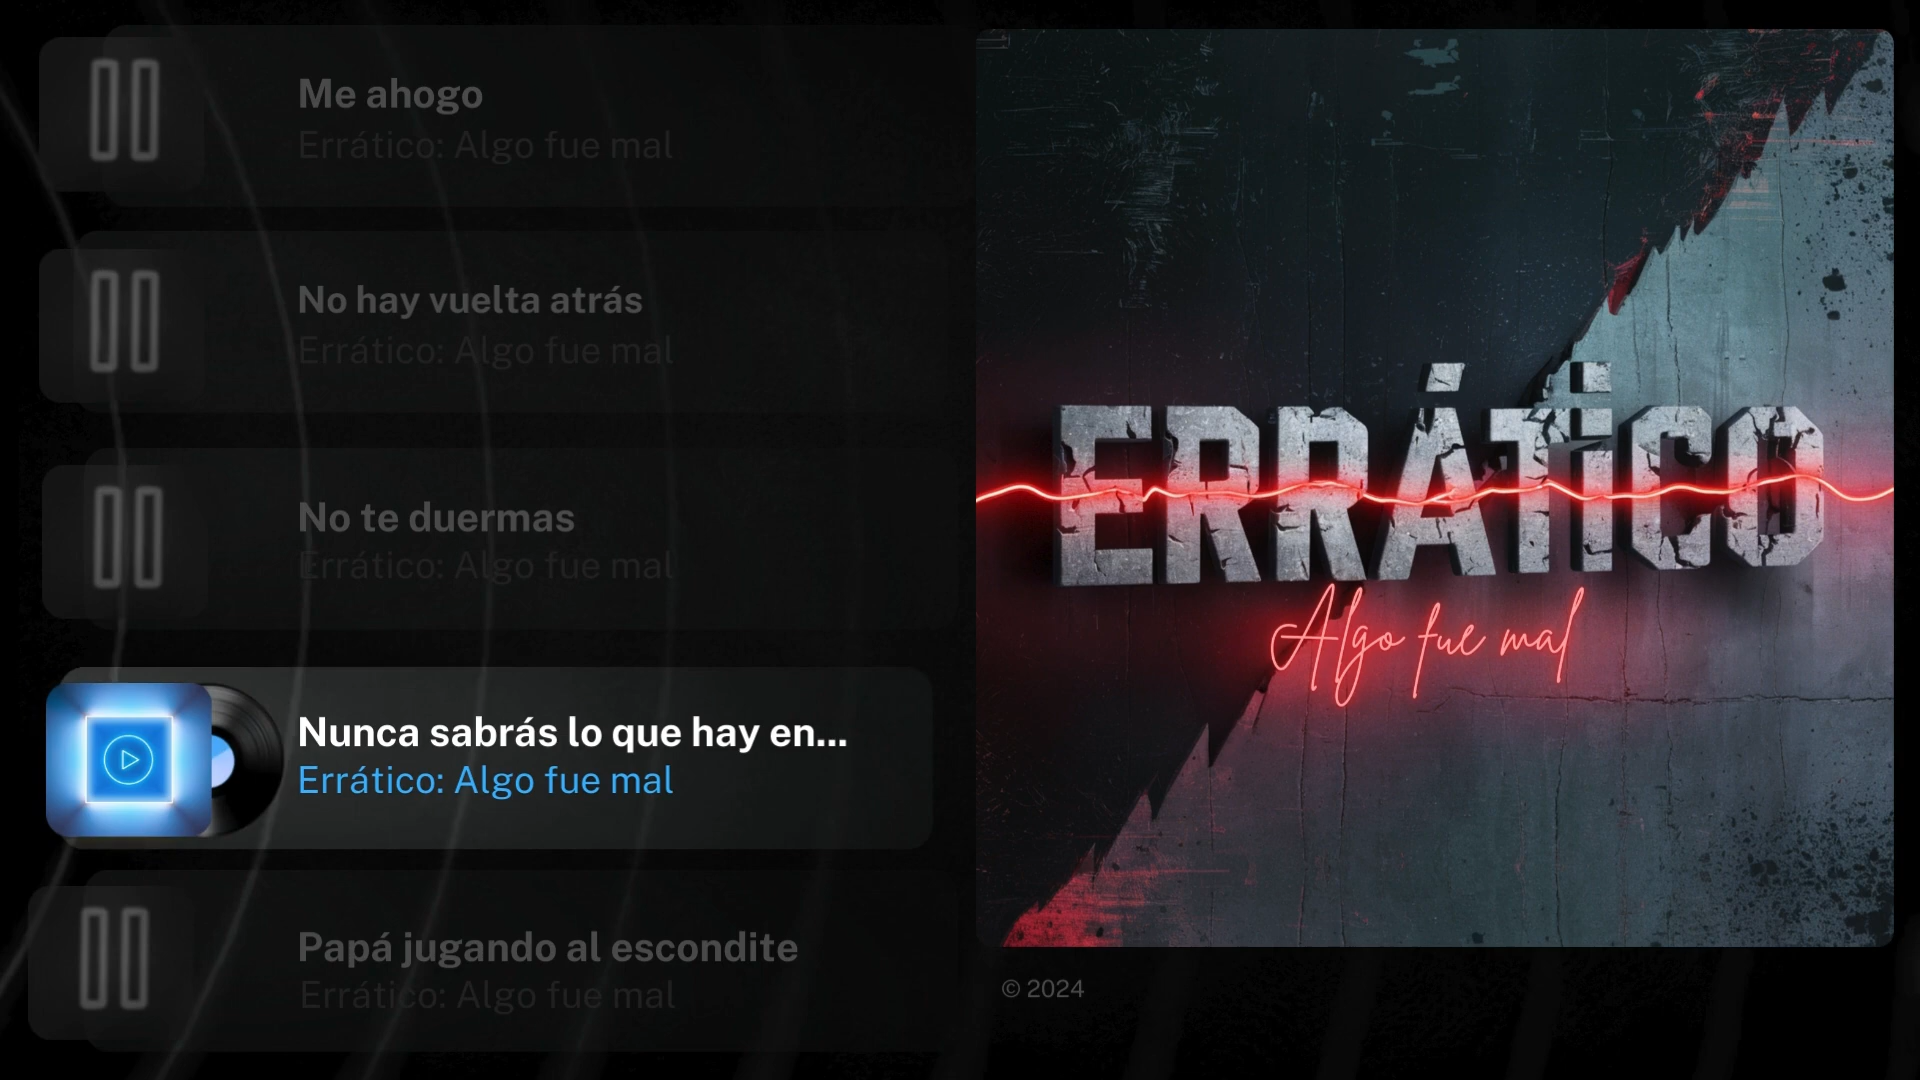 Me ahogo
Errático: Algo fue mal
No hay vuelta atrás
Errático: Algo fue mal
No te duermas
Errático: Algo fue mal
Nunca sabrás lo que hay en...
Errático: Algo fue mal
Papá jugando al escondite
Errático: Algo fue mal
ERRÁTiCO
Algo fue mal
© 2024